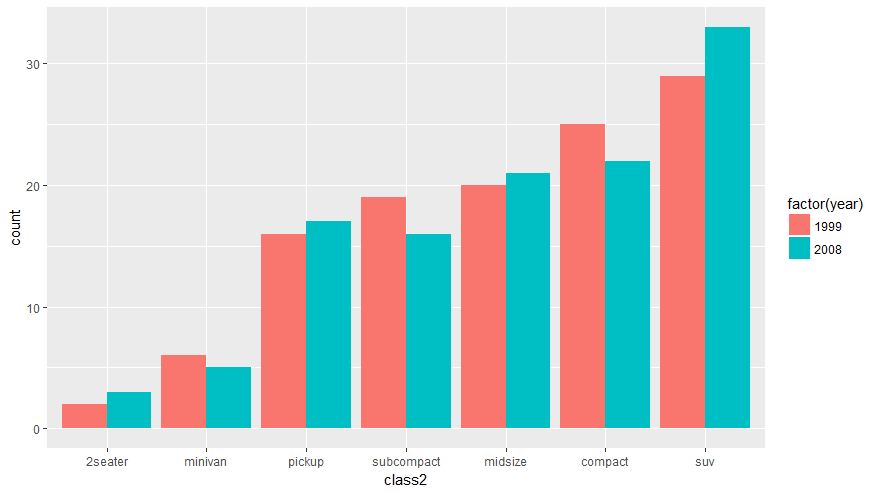 30
20
10
0
count
2seater minivan pickup subcompact midsize compact suv
class2
factor(year)
1999
2008